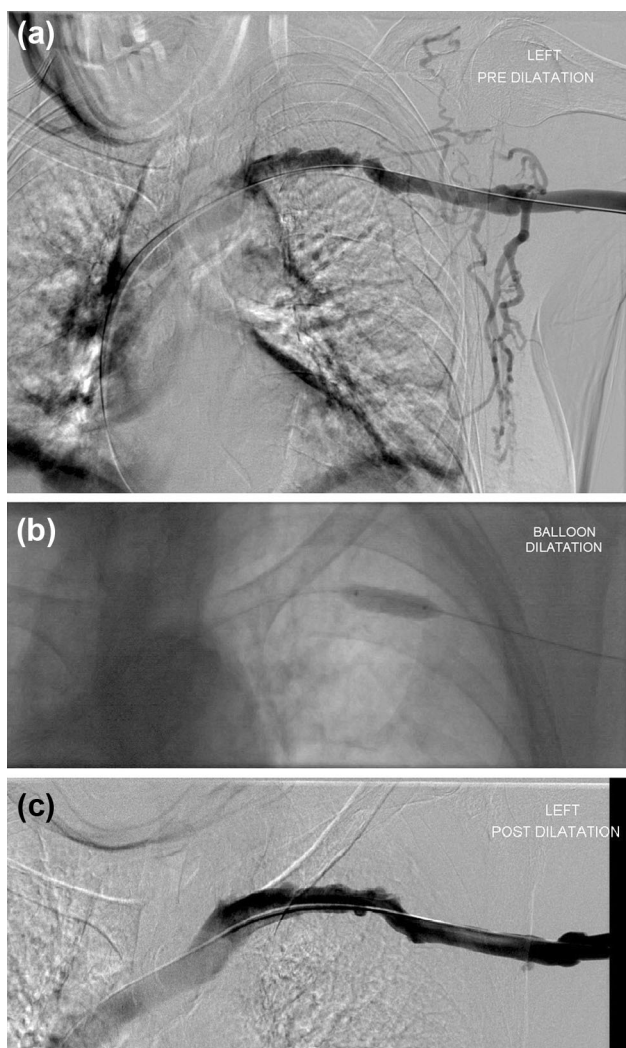 (a)
LEFT
PRE DILATATION
(b)
BALLOON
DILATATION
(c)
LEFT
POST DILATATION